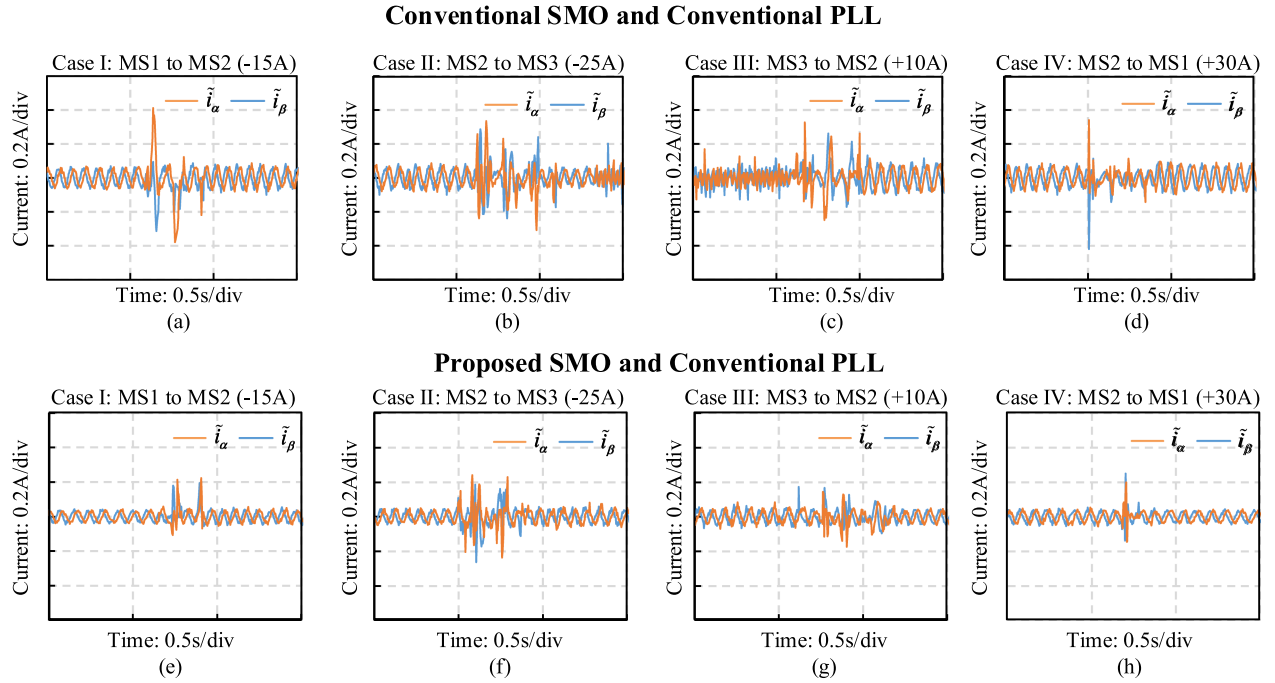 Conventional SMO and Conventional PLL
Case I: MS1 to MS2 (-15A)
Case II: MS2 to MS3 (-25A)
Case III: MS3 to MS2 (+10A)
Case IV: MS2 to MS1 (+30A)
Current: 0.2A/div
ĩα ĩβ
Current: 0.2A/div
ĩα ĩβ
Current: 0.2A/div
ĩα ĩβ
Current: 0.2A/div
ĩα ĩβ
Time: 0.5s/div
Time: 0.5s/div
Time: 0.5s/div
Time: 0.5s/div
(a)
(b)
(c)
(d)
Proposed SMO and Conventional PLL
Case I: MS1 to MS2 (-15A)
Case II: MS2 to MS3 (-25A)
Case III: MS3 to MS2 (+10A)
Case IV: MS2 to MS1 (+30A)
Current: 0.2A/div
ĩα ĩβ
Current: 0.2A/div
ĩα ĩβ
Current: 0.2A/div
ĩα ĩβ
Current: 0.2A/div
ĩα ĩβ
Time: 0.5s/div
Time: 0.5s/div
Time: 0.5s/div
Time: 0.5s/div
(e)
(f)
(g)
(h)